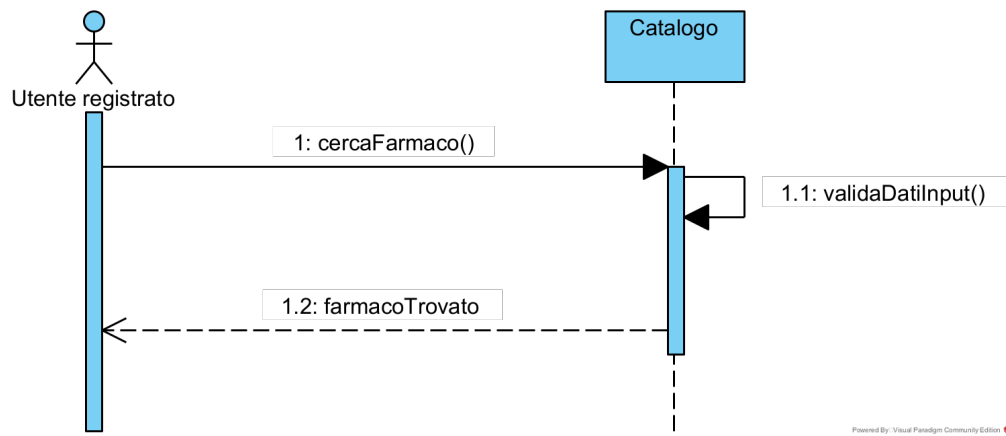 Catalogo
Utente registrato
1: cercaFarmaco()
1.1: validaDatiInput()
1.2: farmacoTrovato
Powered By: Visual Paradigm Community Edition